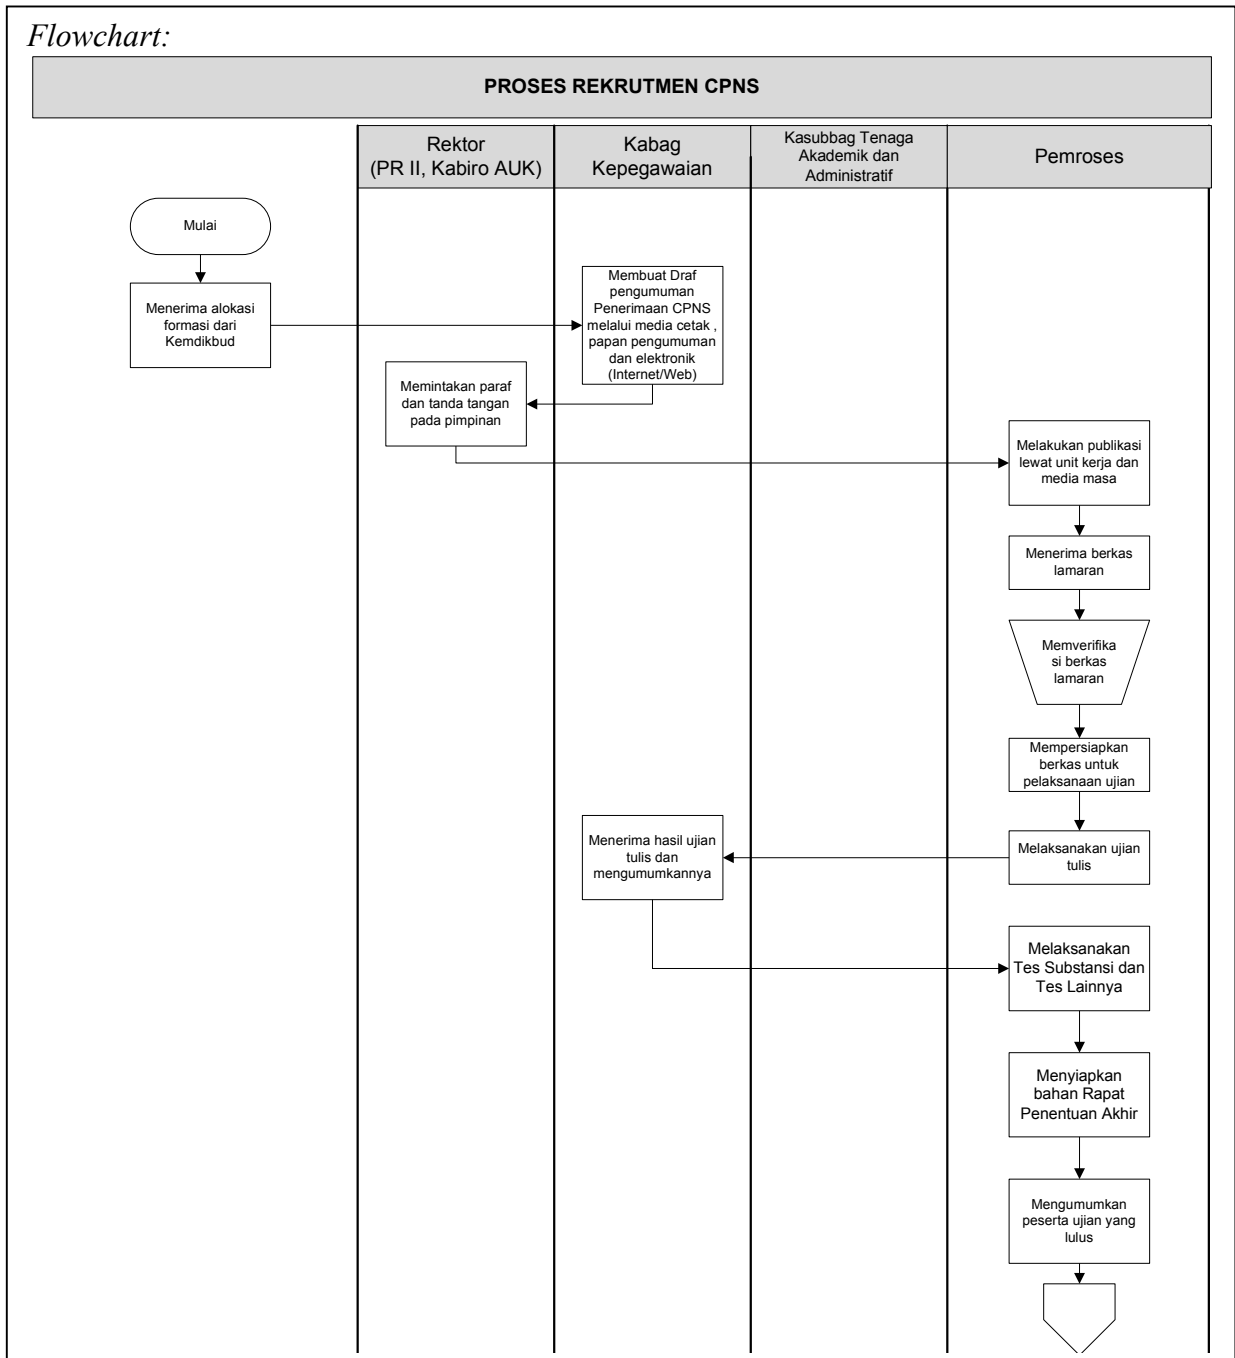 Flowchart:
PROSES REKRUTMEN CPNS
Rektor
(PR II, Kabiro AUK)
Kabag
Kepegawaian
Kasubbag Tenaga
Akademik dan
Administratif
Pemroses
Mulai
Menerima alokasi
formasi dari
Kemdikbud
Membuat Draf
pengumuman
Penerimaan CPNS
melalui media cetak ,
papan pengumuman
dan elektronik
(Internet/Web)
Memintakan paraf
dan tanda tangan
pada pimpinan
Melakukan publikasi
lewat unit kerja dan
media masa
Menerima berkas
lamaran
Memverifika
si berkas
lamaran
Mempersiapkan
berkas untuk
pelaksanaan ujian
Melaksanakan ujian
tulis
Menerima hasil ujian
tulis dan
mengumumkannya
Melaksanakan
Tes Substansi dan
Tes Lainnya
Menyiapkan
bahan Rapat
Penentuan Akhir
Mengumumkan
peserta ujian yang
lulus